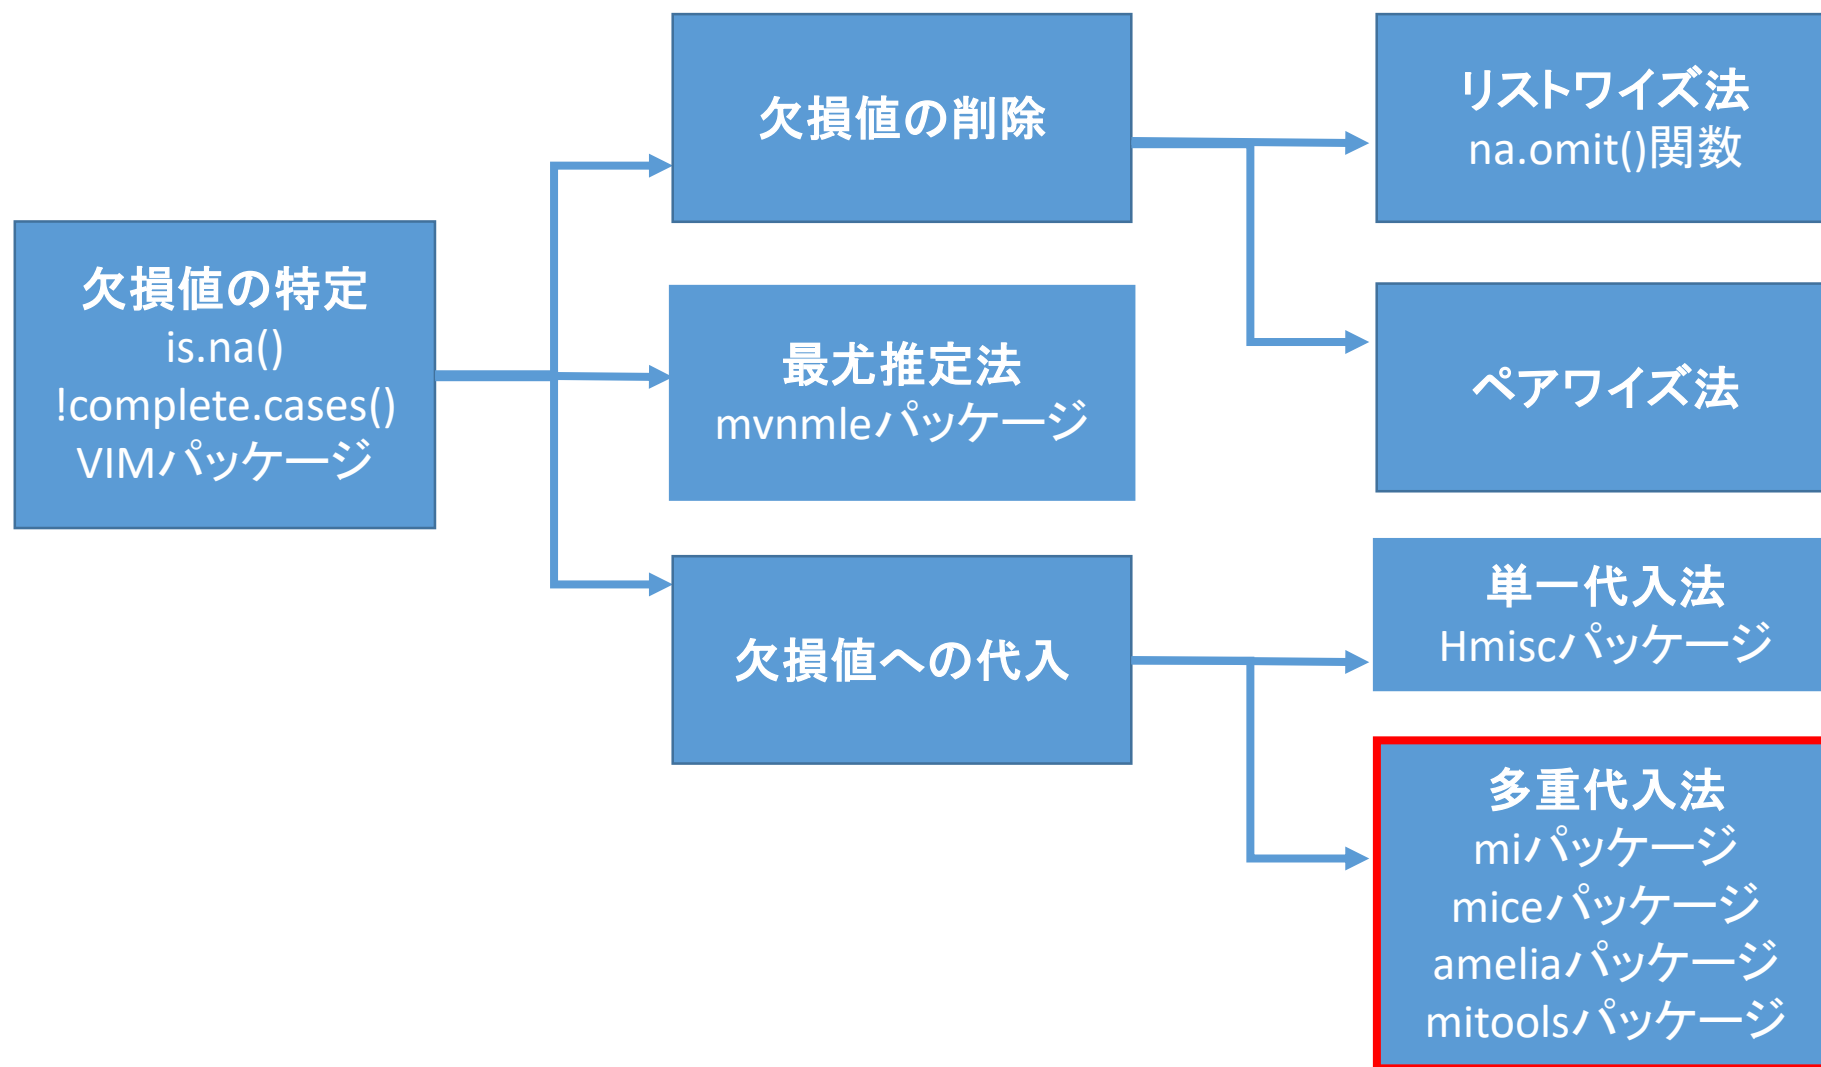 欠損値の特定
is.na()
!complete.cases()
VIMパッケージ
欠損値の削除
最尤推定法
mvnmleパッケージ
欠損値への代入
リストワイズ法
na.omit()関数
ペアワイズ法
単一代入法
Hmiscパッケージ
多重代入法
miパッケージ
miceパッケージ
ameliaパッケージ
mitoolsパッケージ